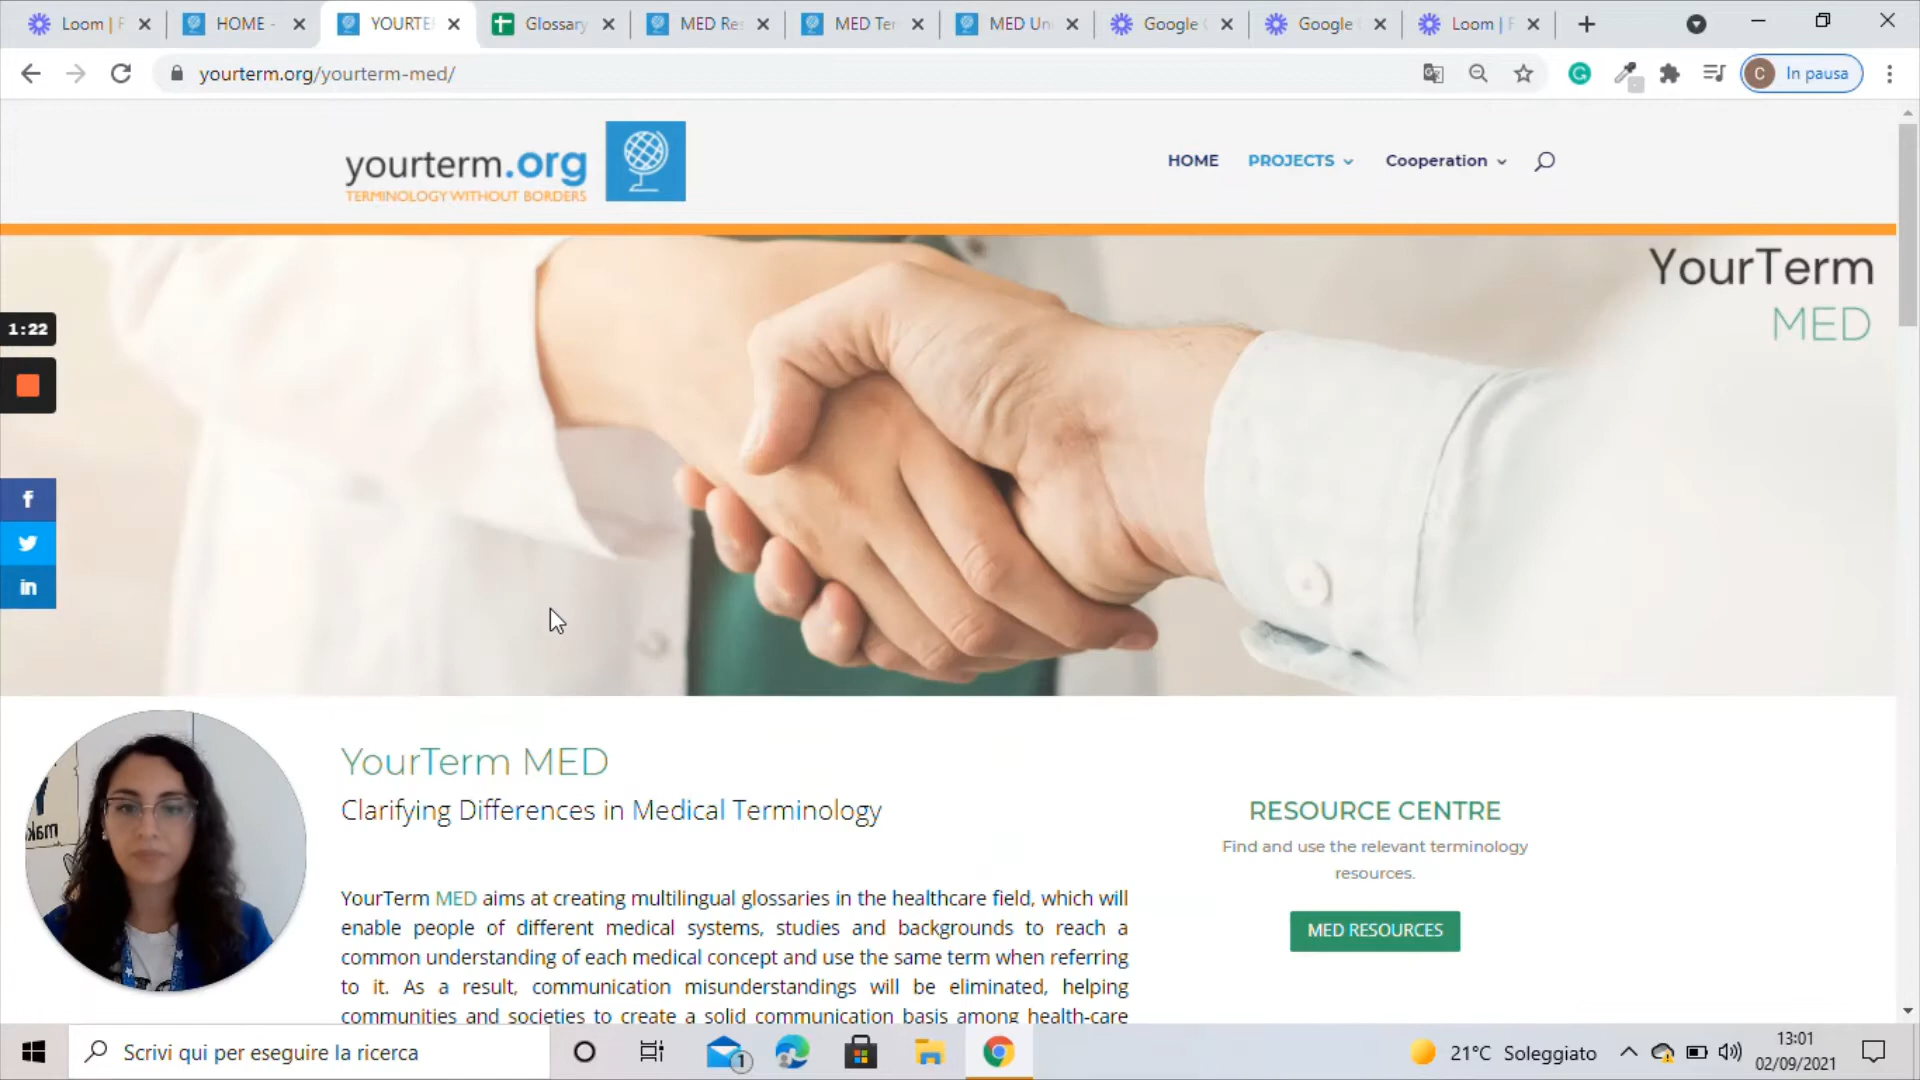 Loom | F
HOME -
YOURTE
Glossary
MED Re
MED Te
MED Un
Google
Google
Loom | F
yourterm.org/yourterm-med/
C In pausa
yourterm.org
TERMINOLOGY WITHOUT BORDERS
HOME PROJECTS Cooperation
YourTerm
MED
1:22
f
in
YourTerm MED
Clarifying Differences in Medical Terminology
YourTerm MED aims at creating multilingual glossaries in the healthcare field, which will
enable people of different medical systems, studies and backgrounds to reach a
common understanding of each medical concept and use the same term when referring
to it. As a result, communication misunderstandings will be eliminated, helping
communities and societies to create a solid communication basis among health-care
RESOURCE CENTRE
Find and use the relevant terminology
resources.
MED RESOURCES
Scrivi qui per eseguire la ricerca
1
21°C Soleggiato
13:01
02/09/2021